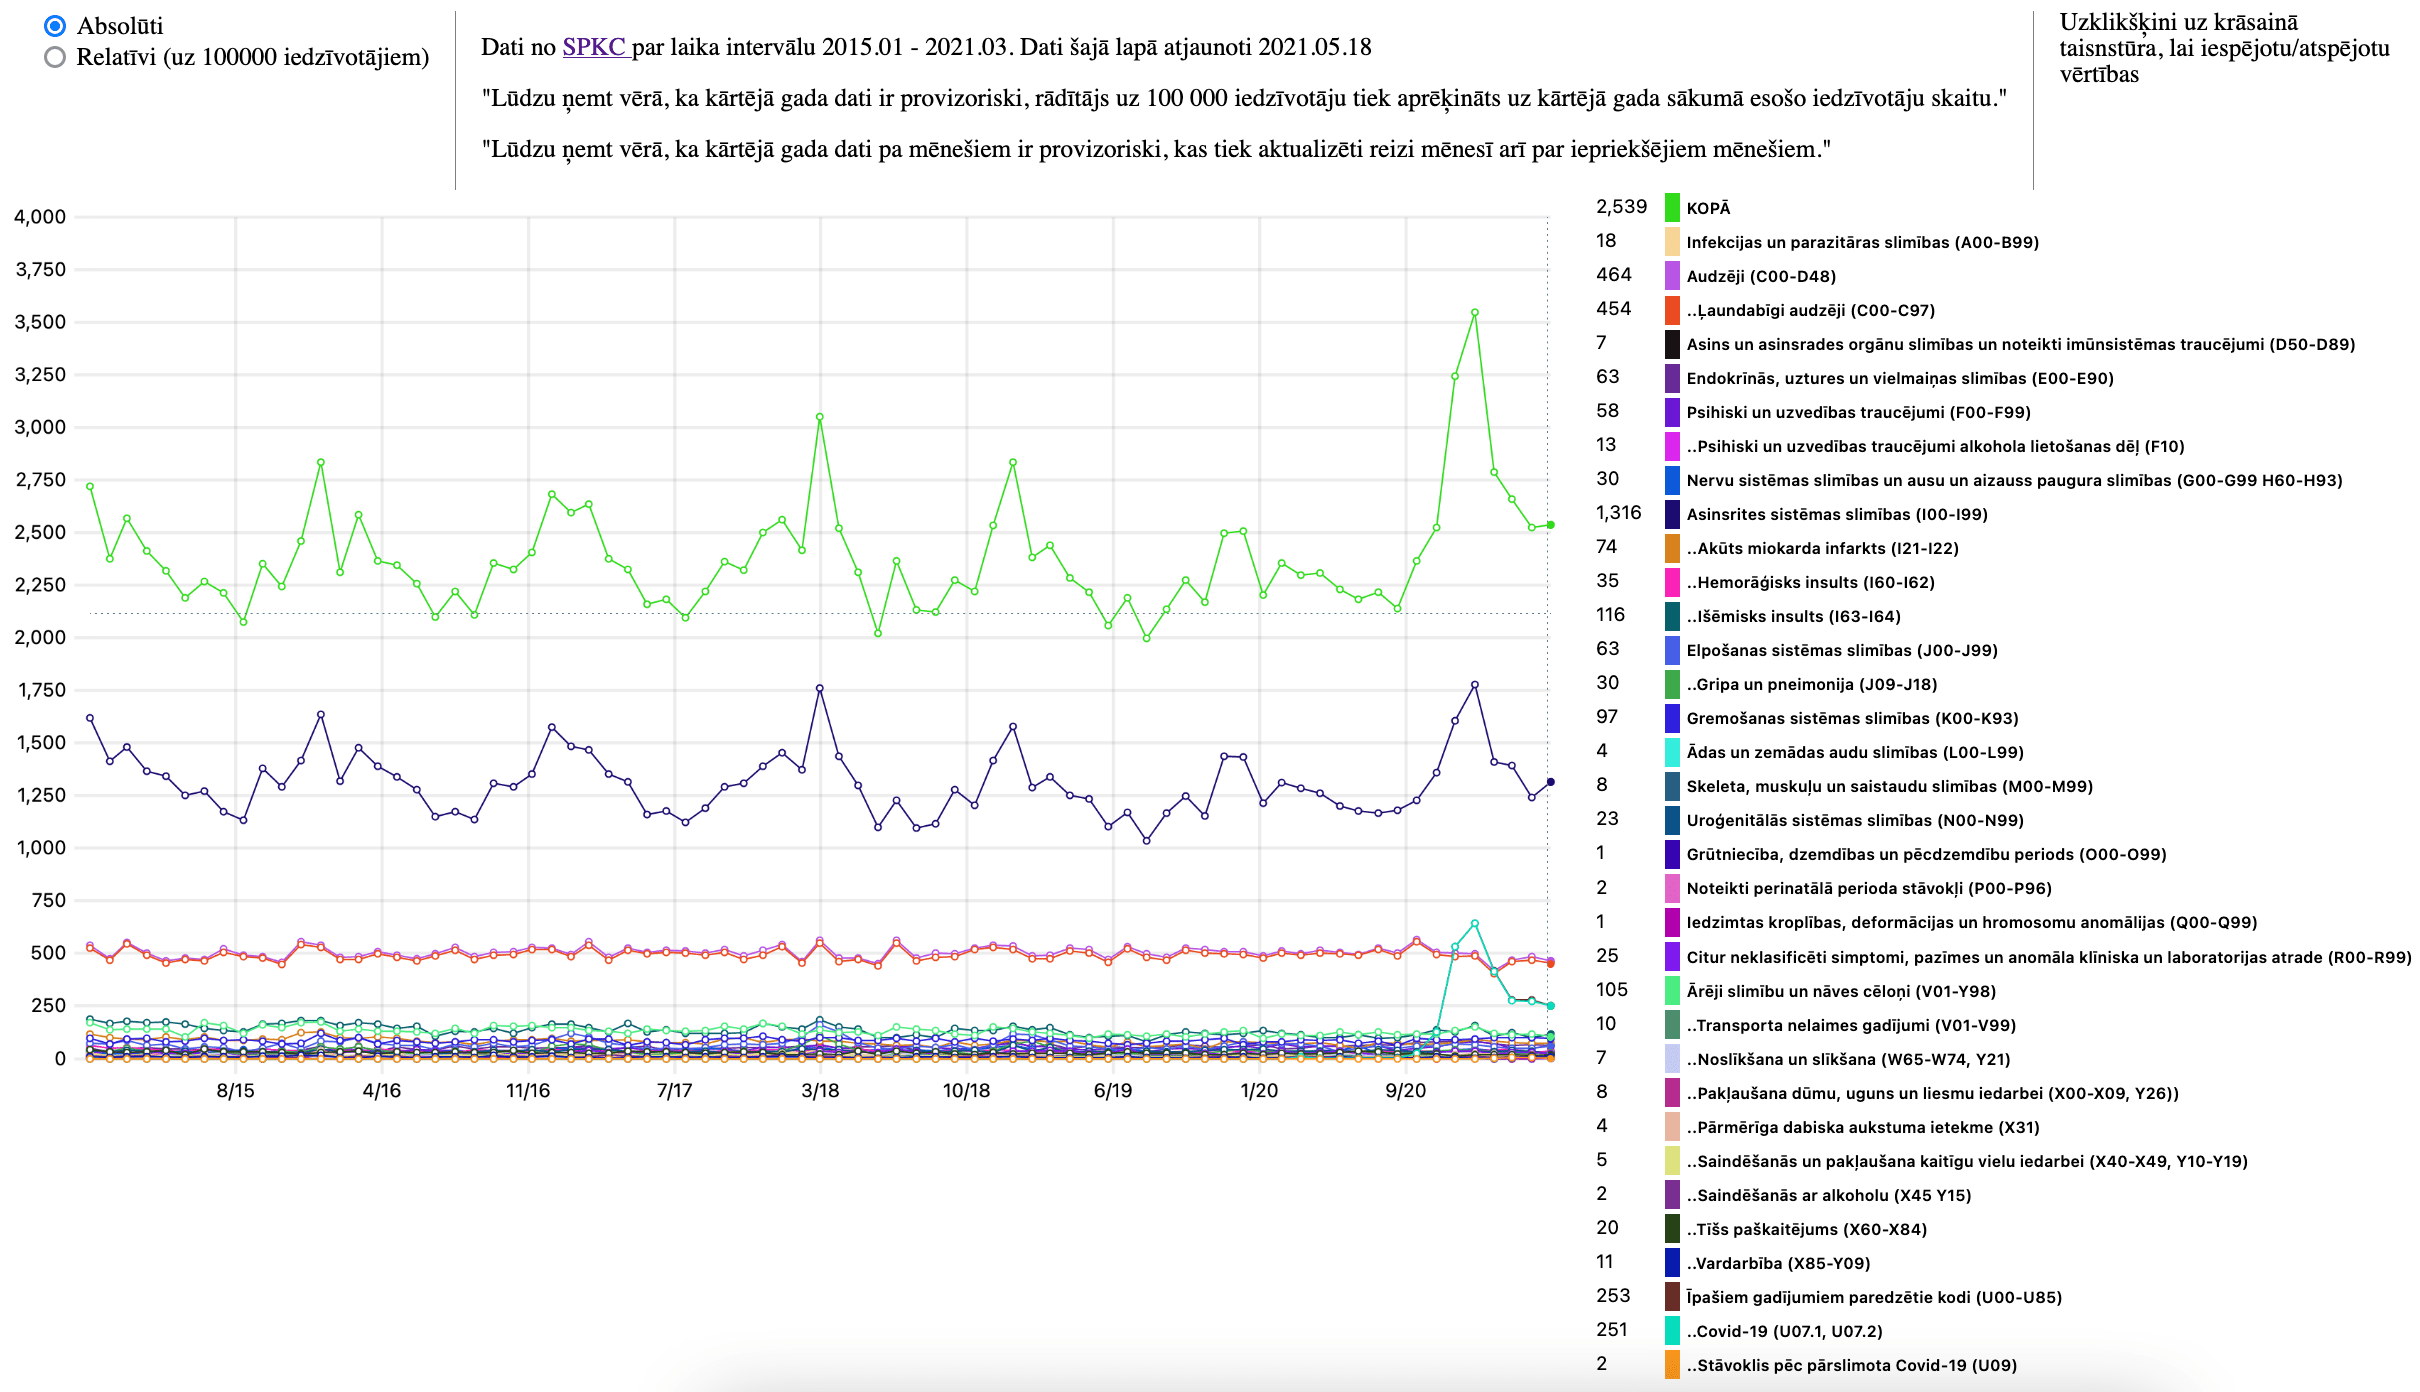 Absolūti
Relatīvi (uz 100000 iedzīvotājiem)
Dati no SPKC par laika intervālu 2015.01 - 2021.03. Dati šajā lapā atjaunoti 2021.05.18
"Lūdzu ņemt vērā, ka kārtējā gada dati ir provizoriski, rādītājs uz 100 000 iedzīvotāju tiek aprēķināts uz kārtējā gada sākumā esošo iedzīvotāju skaitu."
"Lūdzu ņemt vērā, ka kārtējā gada dati pa mēnešiem ir provizoriski, kas tiek aktualizēti reizi mēnesī arī par iepriekšējiem mēnešiem."
Uzklikšķini uz krāsainā
taisnstūra, lai iespējotu/atspējotu
vērtības
4,000
3,750
3,500
3,250
3,000
2,750
2,500
2,250
2,000
1,750
1,500
1,250
1,000
750
500
250
0
8/15 4/16 11/16 7/17 3/18 10/18 6/19 1/20 9/20
2,539 KOPĀ
18 Infekcijas un parazitāras slimības (A00-B99)
464 Audzēji (C00-D48)
454 ..Ļaundabīgi audzēji (C00-C97)
7 Asins un asinsrades orgānu slimības un noteikti imūnsistēmas traucējumi (D50-D89)
63 Endokrīnās, uztures un vielmaiņas slimības (E00-E90)
58 Psihiski un uzvedības traucējumi (F00-F99)
13 ..Psihiski un uzvedības traucējumi alkohola lietošanas dēļ (F10)
30 Nervu sistēmas slimības un ausu un aizauss paugura slimības (G00-G99 H60-H93)
1,316 Asinsrites sistēmas slimības (I00-I99)
74 ..Akūts miokarda infarkts (I21-I22)
35 ..Hemorāģisks insults (I60-I62)
116 ..Išēmisks insults (I63-I64)
63 Elpošanas sistēmas slimības (J00-J99)
30 ..Gripa un pneimonija (J09-J18)
97 Gremošanas sistēmas slimības (K00-K93)
4 Ādas un zemādas audu slimības (L00-L99)
8 Skeleta, muskuļu un saistaudu slimības (M00-M99)
23 Uroģenitālās sistēmas slimības (N00-N99)
1 Grūtniecība, dzemdības un pēcdzemdību periods (O00-O99)
2 Noteikti perinatālā perioda stāvokļi (P00-P96)
1 Iedzimtas kroplības, deformācijas un hromosomu anomālijas (Q00-Q99)
25 Citur neklasificēti simptomi, pazīmes un anomāla klīniska un laboratorijas atrade (R00-R99)
105 Ārēji slimību un nāves cēloņi (V01-Y98)
10 ..Transporta nelaimes gadījumi (V01-V99)
7 ..Noslīkšana un slīkšana (W65-W74, Y21)
8 ..Pakļaušana dūmu, uguns un liesmu iedarbei (X00-X09, Y26))
4 ..Pārmērīga dabiska aukstuma ietekme (X31)
5 ..Saindēšanās un pakļaušana kaitīgu vielu iedarbei (X40-X49, Y10-Y19)
2 ..Saindēšanās ar alkoholu (X45 Y15)
20 ..Tīšs paškaitējums (X60-X84)
11 ..Vardarbība (X85-Y09)
253 Īpašiem gadījumiem paredzētie kodi (U00-U85)
251 ..Covid-19 (U07.1, U07.2)
2 ..Stāvoklis pēc pārslimota Covid-19 (U09)